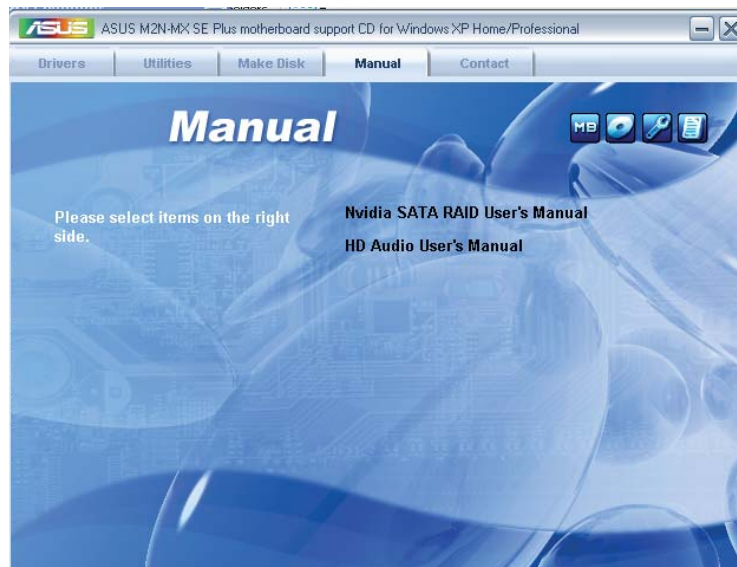 ASUS M2N-MX SE Plus motherboard support CD for Windows XP Home/Professional
Drivers Utilities Make Disk Manual Contact
Manual
MB
Please select items on the right
side.
Nvidia SATA RAID User's Manual
HD Audio User's Manual